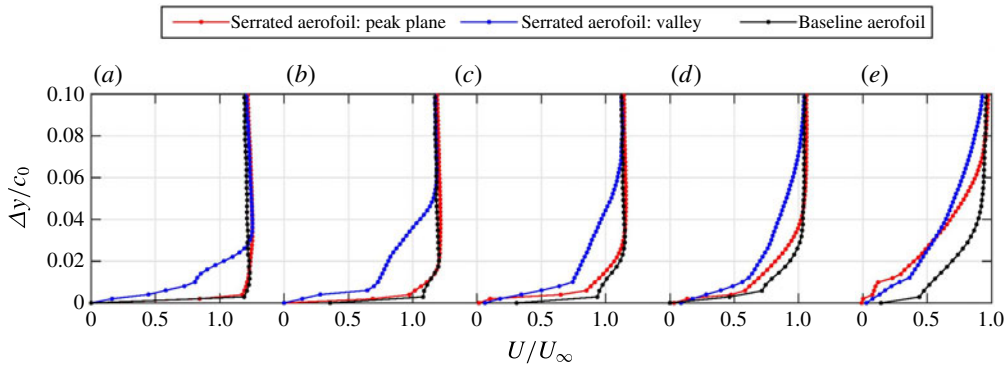 Serrated aerofoil: peak plane Serrated aerofoil: valley Baseline aerofoil
(a) (b) (c) (d) (e)
0.10
0.08
0.06
0.04
0.02
0
Δy/c₀
0 0.5 1.0 0 0.5 1.0 0 0.5 1.0 0 0.5 1.0 0 0.5 1.0
U/U∞